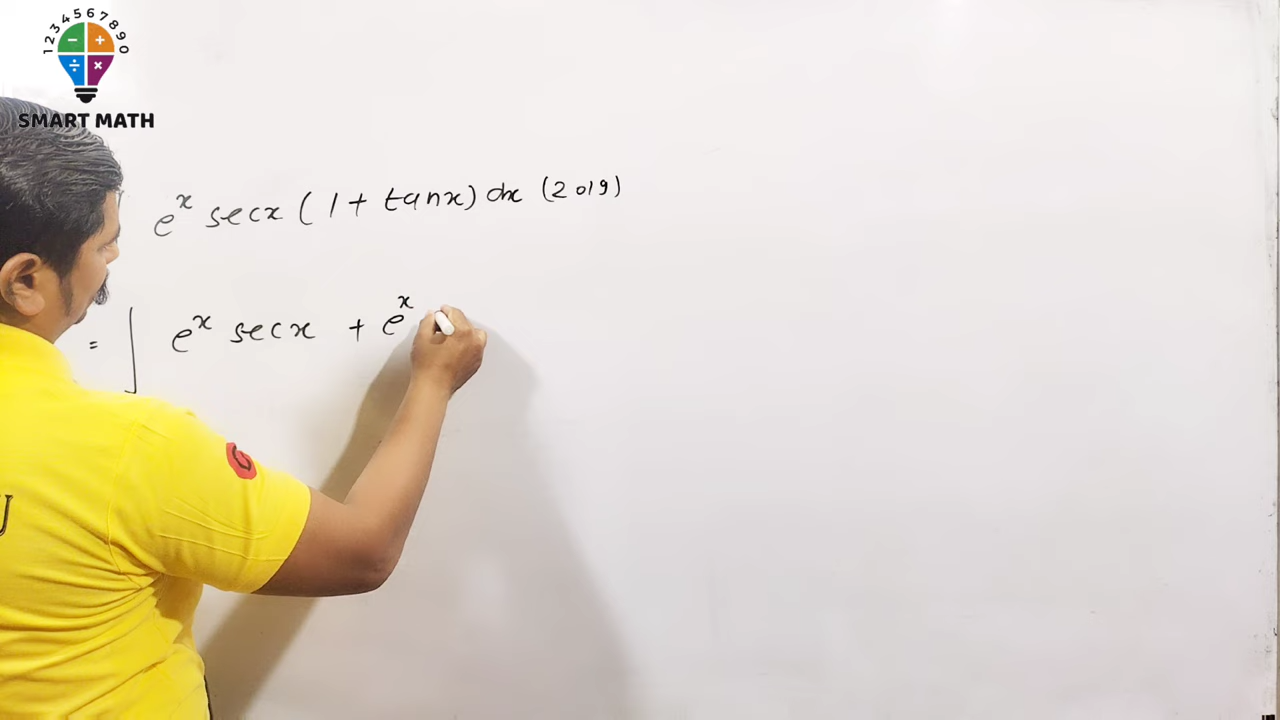 1234567890
− +
÷ ×
SMART MATH
e^x secx (1 + tanx) dx (2019)
= ∫ e^x secx + e^x
U